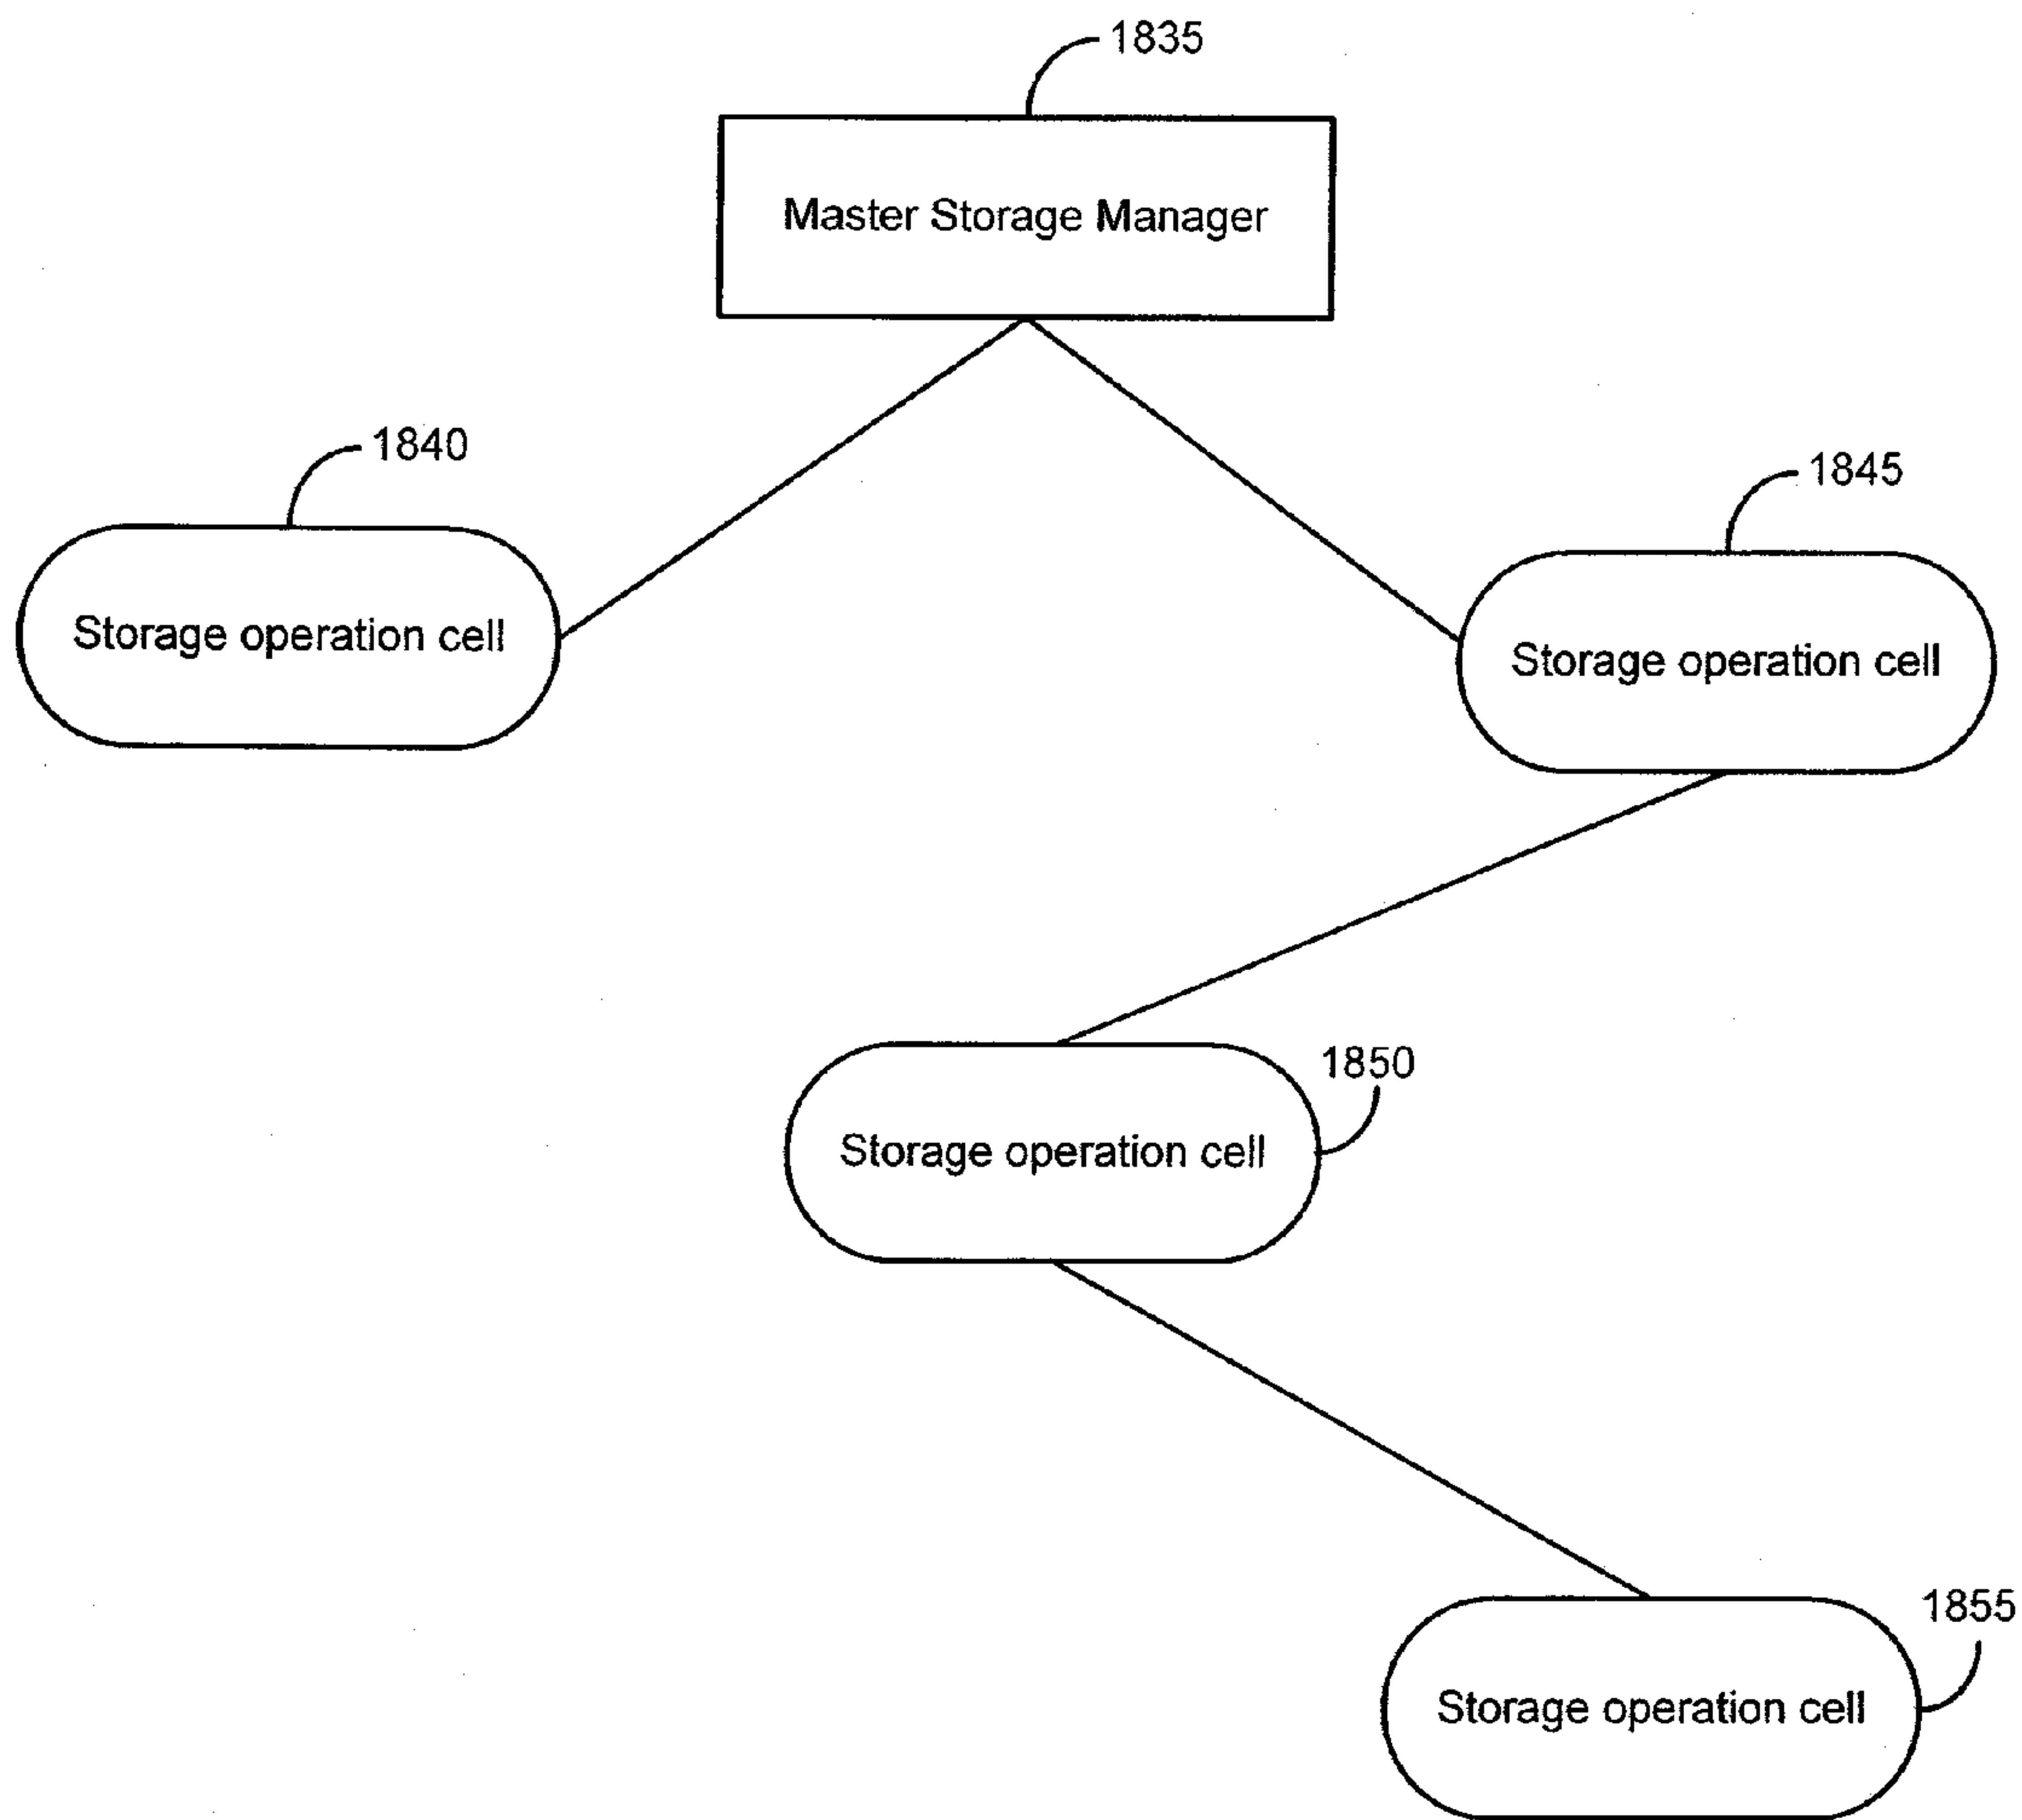 1835
Master Storage Manager
1840
1845
Storage operation cell
Storage operation cell
1850
Storage operation cell
1855
Storage operation cell